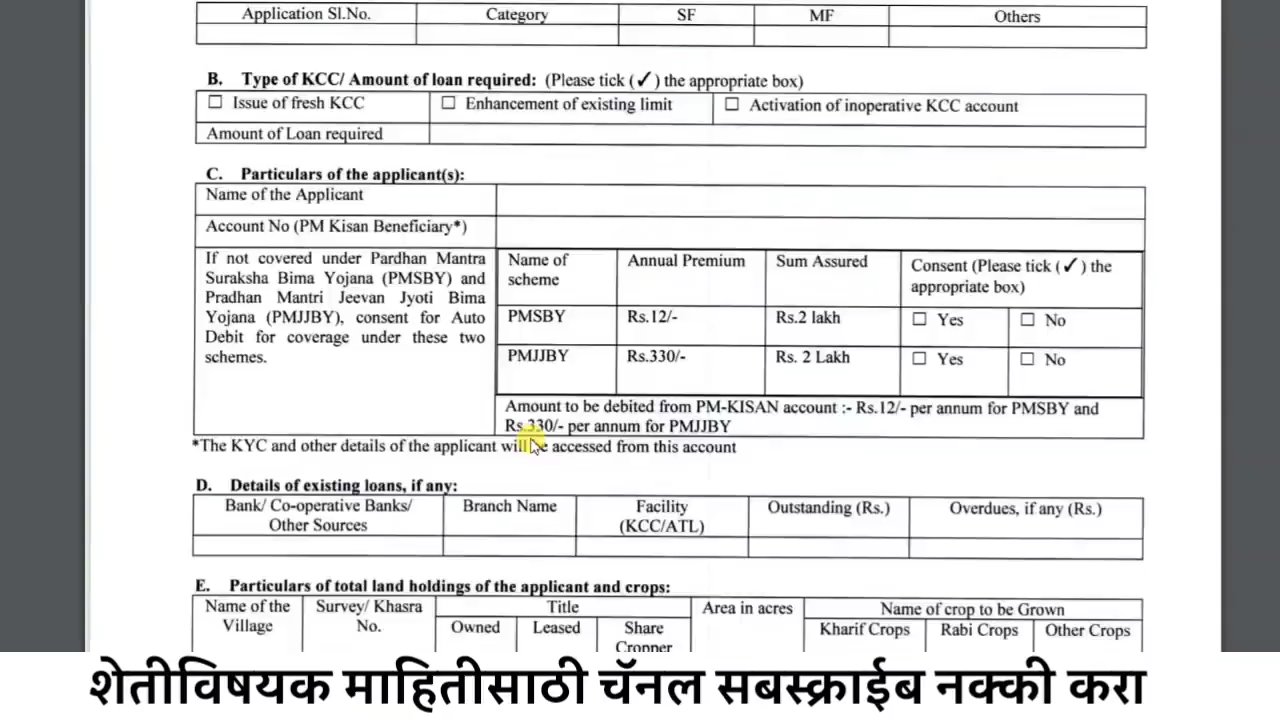 Application Sl.No. Category SF MF Others
B. Type of KCC/ Amount of loan required: (Please tick (✓) the appropriate box)
☐ Issue of fresh KCC ☐ Enhancement of existing limit ☐ Activation of inoperative KCC account
Amount of Loan required
C. Particulars of the applicant(s):
Name of the Applicant
Account No (PM Kisan Beneficiary*)
If not covered under Pardhan Mantra
Suraksha Bima Yojana (PMSBY) and
Pradhan Mantri Jeevan Jyoti Bima
Yojana (PMJJBY), consent for Auto
Debit for coverage under these two
schemes.
Name of
scheme
Annual Premium
Sum Assured
Consent (Please tick (✓) the
appropriate box)
PMSBY Rs.12/- Rs.2 lakh ☐ Yes ☐ No
PMJJBY Rs.330/- Rs. 2 Lakh ☐ Yes ☐ No
Amount to be debited from PM-KISAN account :- Rs.12/- per annum for PMSBY and
Rs.330/- per annum for PMJJBY
*The KYC and other details of the applicant will be accessed from this account
D. Details of existing loans, if any:
Bank/ Co-operative Banks/
Other Sources
Branch Name
Facility
(KCC/ATL)
Outstanding (Rs.)
Overdues, if any (Rs.)
E. Particulars of total land holdings of the applicant and crops:
Name of the
Village
Survey/ Khasra
No.
Title
Owned Leased Share
Cropper
Area in acres
Name of crop to be Grown
Kharif Crops Rabi Crops Other Crops
शेतीविषयक माहितीसाठी चॅनल सबस्क्राईब नक्की करा